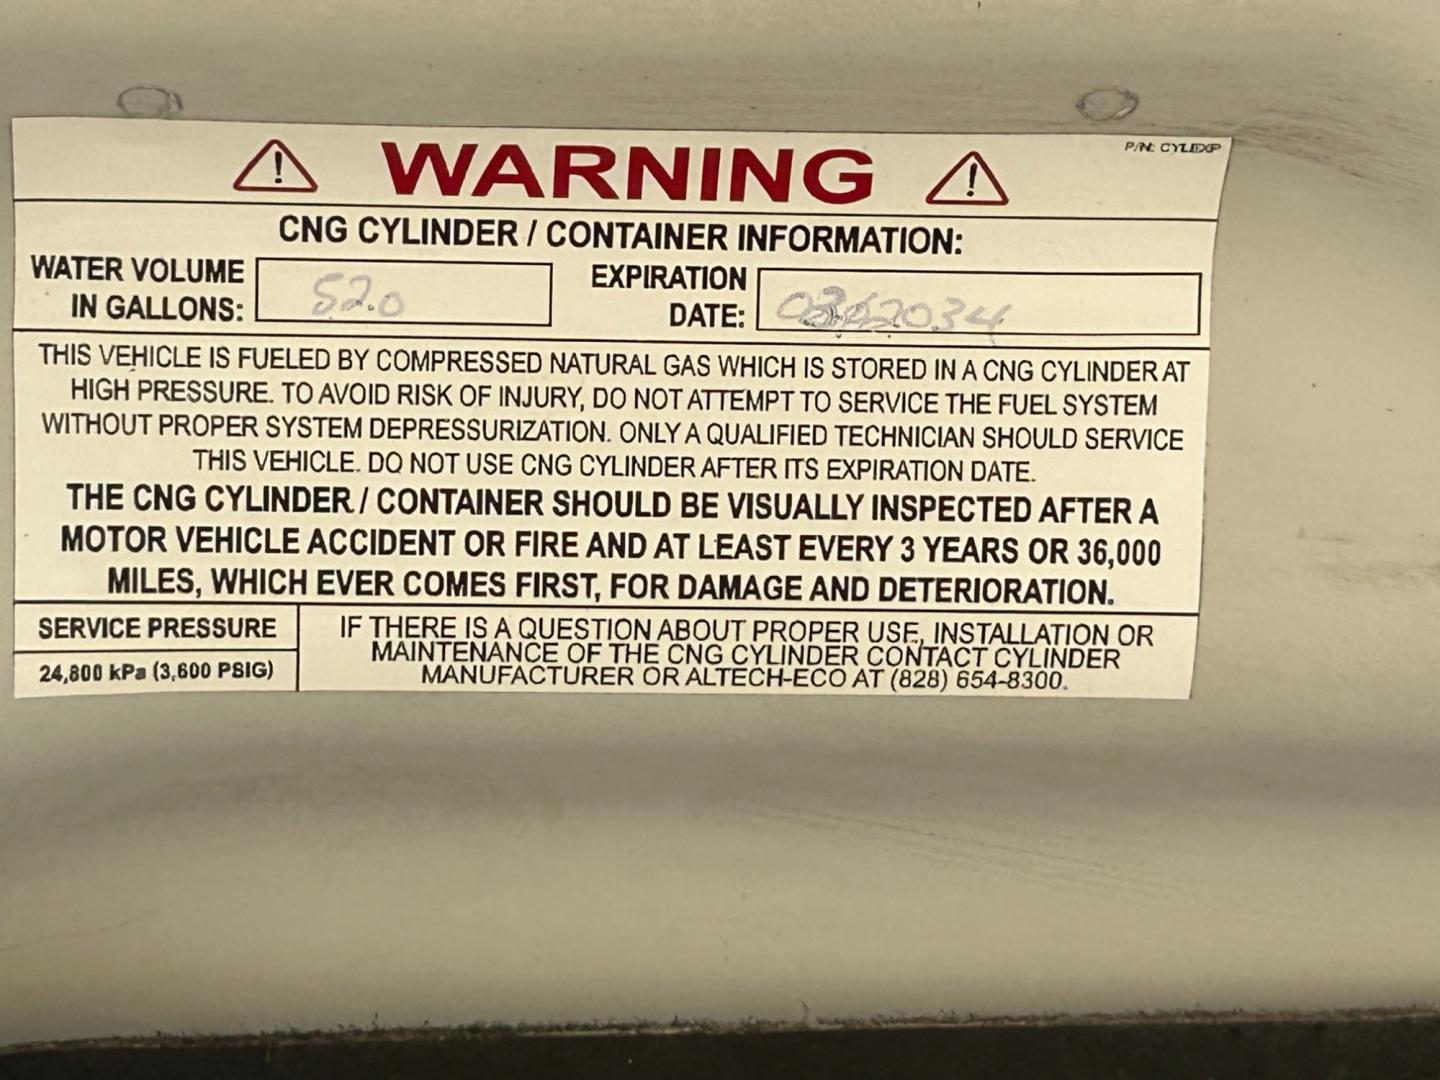 P/N: CYLEXP
WARNING
CNG CYLINDER / CONTAINER INFORMATION:
WATER VOLUME
IN GALLONS: 52.0
EXPIRATION
DATE: 2034
THIS VEHICLE IS FUELED BY COMPRESSED NATURAL GAS WHICH IS STORED IN A CNG CYLINDER AT
HIGH PRESSURE. TO AVOID RISK OF INJURY, DO NOT ATTEMPT TO SERVICE THE FUEL SYSTEM
WITHOUT PROPER SYSTEM DEPRESSURIZATION. ONLY A QUALIFIED TECHNICIAN SHOULD SERVICE
THIS VEHICLE. DO NOT USE CNG CYLINDER AFTER ITS EXPIRATION DATE.
THE CNG CYLINDER / CONTAINER SHOULD BE VISUALLY INSPECTED AFTER A
MOTOR VEHICLE ACCIDENT OR FIRE AND AT LEAST EVERY 3 YEARS OR 36,000
MILES, WHICH EVER COMES FIRST, FOR DAMAGE AND DETERIORATION.
SERVICE PRESSURE
24,800 kPa (3,600 PSIG)
IF THERE IS A QUESTION ABOUT PROPER USE, INSTALLATION OR
MAINTENANCE OF THE CNG CYLINDER CONTACT CYLINDER
MANUFACTURER OR ALTECH-ECO AT (828) 654-8300.